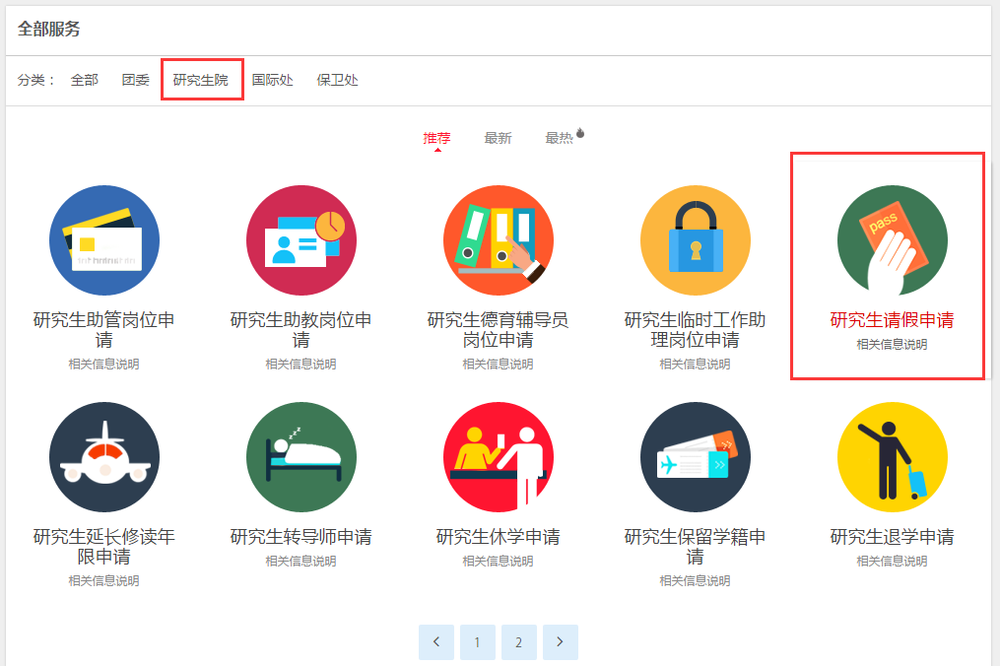 全部服务
分类： 全部 团委 研究生院 国际处 保卫处
推荐 最新 最热
pass
研究生助管岗位申 研究生助教岗位申 研究生德育辅导员 研究生临时工作助 研究生请假申请
请 请 岗位申请 理岗位申请 相关信息说明
相关信息说明 相关信息说明 相关信息说明 相关信息说明
研究生延长修读年 研究生转导师申请 研究生休学申请 研究生保留学籍申 研究生退学申请
限申请 相关信息说明 相关信息说明 请 相关信息说明
相关信息说明 相关信息说明
1 2